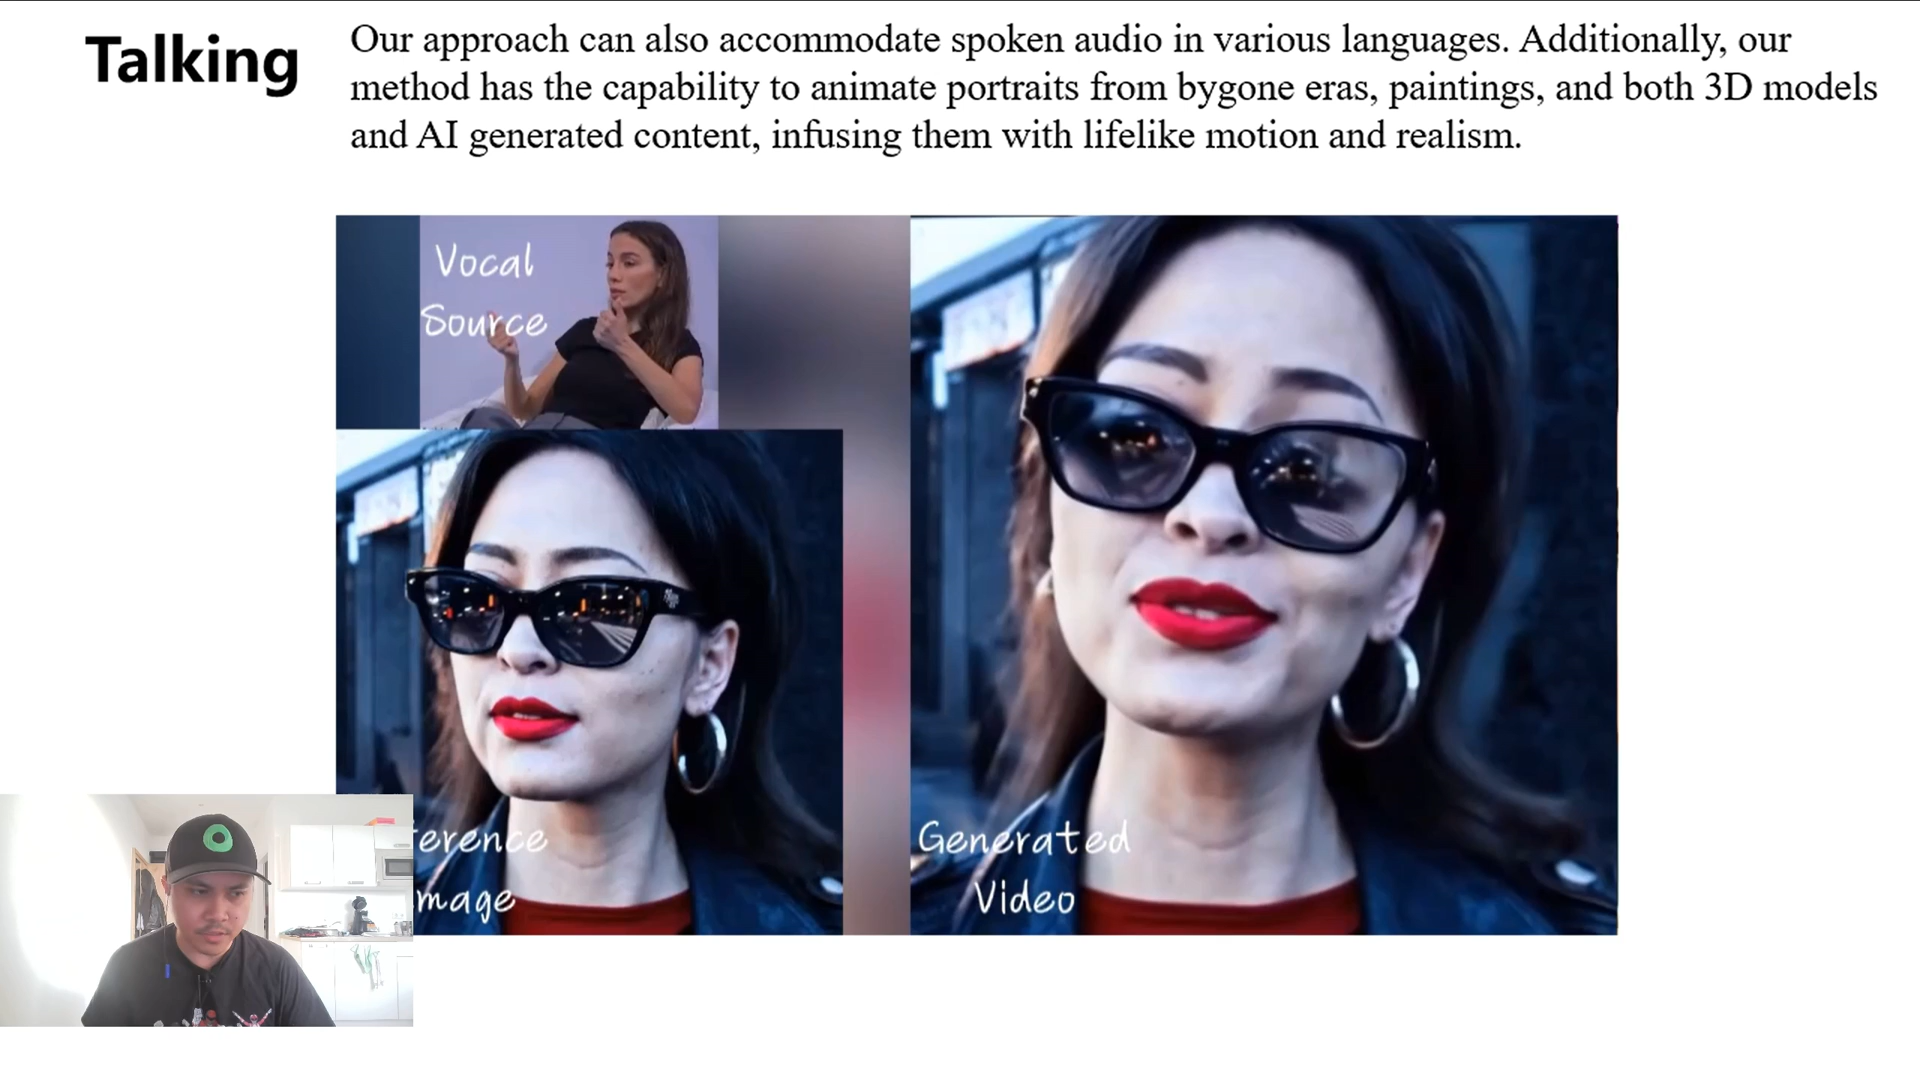 Talking
Our approach can also accommodate spoken audio in various languages. Additionally, our
method has the capability to animate portraits from bygone eras, paintings, and both 3D models
and AI generated content, infusing them with lifelike motion and realism.
Vocal
Source
erence
mage
Generated
Video